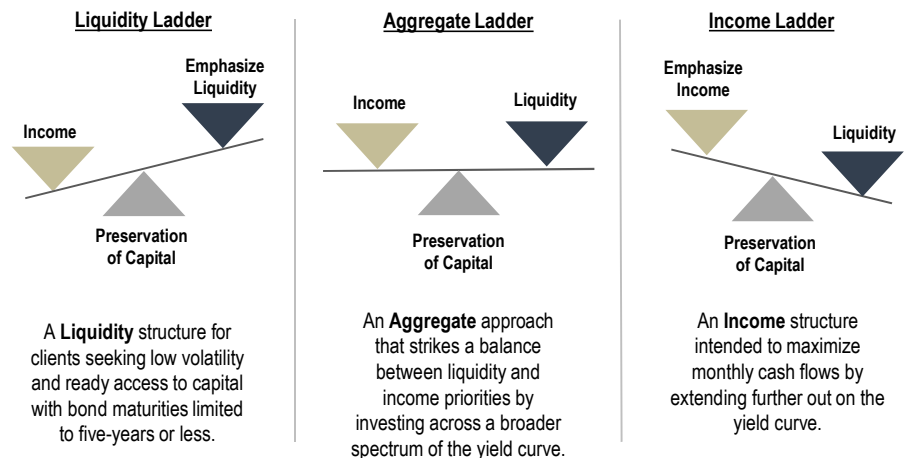 Liquidity Ladder
Emphasize
Liquidity
Income
Preservation
of Capital
A Liquidity structure for
clients seeking low volatility
and ready access to capital
with bond maturities limited
to five-years or less.
Aggregate Ladder
Income
Liquidity
Preservation
of Capital
An Aggregate approach
that strikes a balance
between liquidity and
income priorities by
investing across a broader
spectrum of the yield curve.
Income Ladder
Emphasize
Income
Liquidity
Preservation
of Capital
An Income structure
intended to maximize
monthly cash flows by
extending further out on the
yield curve.